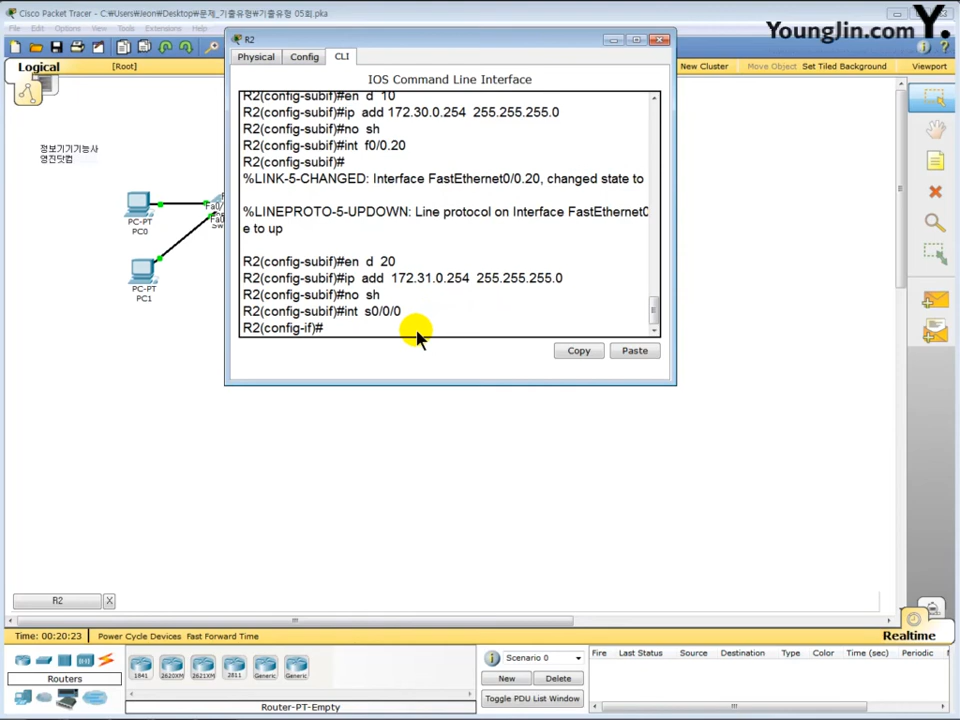 Cisco Packet Tracer - C:₩Users₩Jeon₩Desktop₩문제_기출유형₩기출유형 05회.pka
File Edit Options View Tools Extensions Help
Younglin.com Y.
Logical
[Root]
New Cluster
Move Object
Set Tiled Background
Viewport
정보기기기능사
영진닷컴
PC-PT
PC0
PC-PT
PC1
Fa0/
Fa0
R2
Physical
Config
CLI
IOS Command Line Interface
R2(config-subif)#en d 10
R2(config-subif)#ip add 172.30.0.254 255.255.255.0
R2(config-subif)#no sh
R2(config-subif)#int f0/0.20
R2(config-subif)#
%LINK-5-CHANGED: Interface FastEthernet0/0.20, changed state to
%LINEPROTO-5-UPDOWN: Line protocol on Interface FastEthernet0
e to up
R2(config-subif)#en d 20
R2(config-subif)#ip add 172.31.0.254 255.255.255.0
R2(config-subif)#no sh
R2(config-subif)#int s0/0/0
R2(config-if)#
Copy
Paste
R2
X
Time: 00:20:23
Power Cycle Devices Fast Forward Time
Realtime
Routers
1841
2620XM
2621XM
2811
Generic
Generic
Router-PT-Empty
Scenario 0
New
Delete
Toggle PDU List Window
Fire
Last Status
Source
Destination
Type
Color
Time (sec)
Periodic